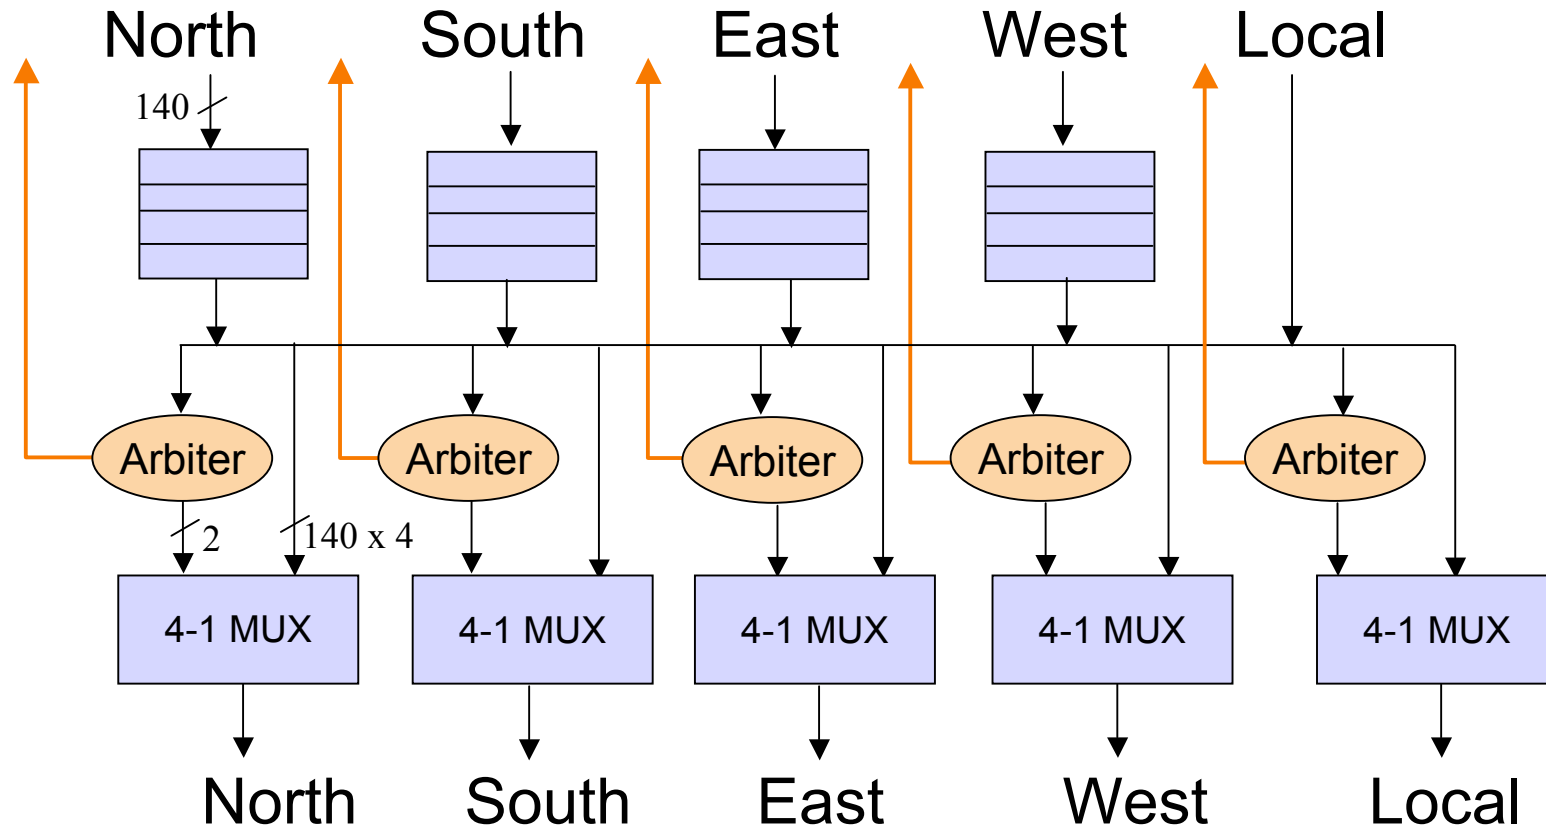 North South East West Local
140
Arbiter Arbiter Arbiter Arbiter Arbiter
2 140 x 4
4-1 MUX 4-1 MUX 4-1 MUX 4-1 MUX 4-1 MUX
North South East West Local